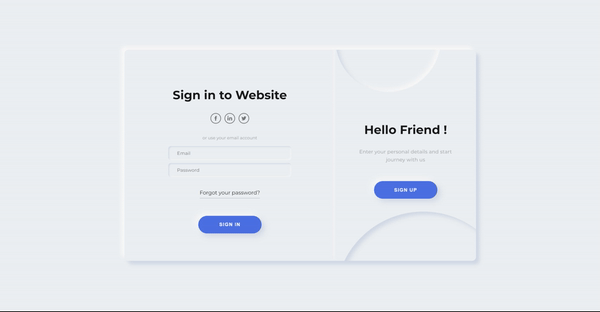 Sign in to Website
or use your email account
Email
Password
Forgot your password?
SIGN IN
Hello Friend !
Enter your personal details and start
journey with us
SIGN UP